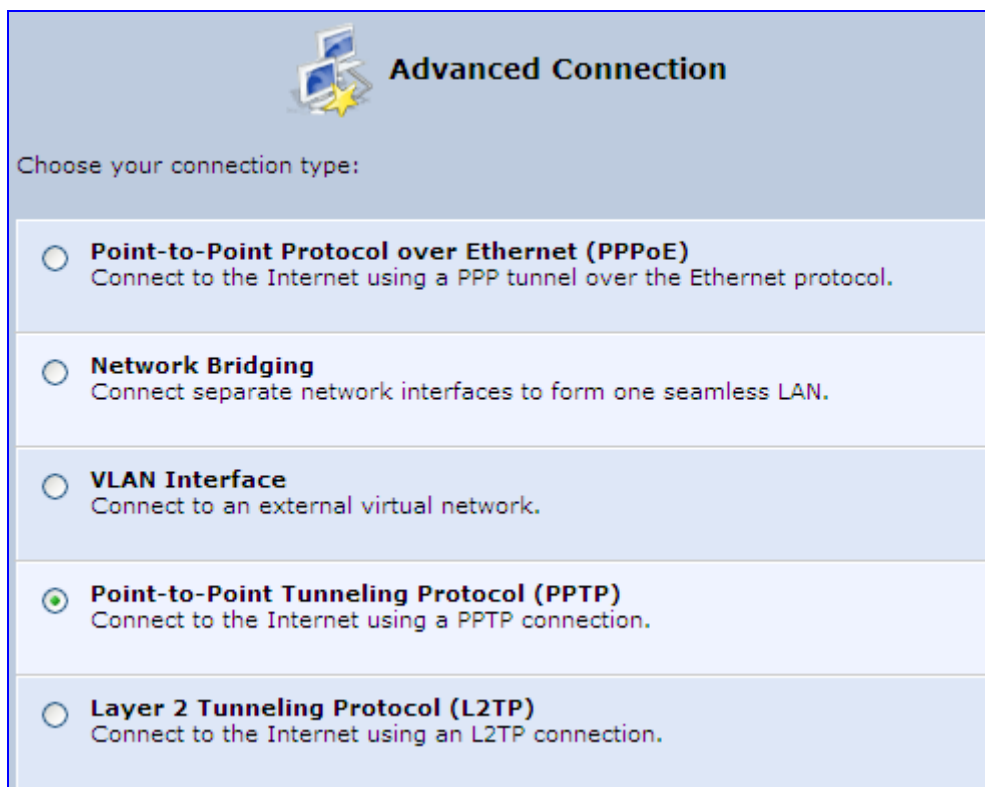 Advanced Connection
Choose your connection type:
Point-to-Point Protocol over Ethernet (PPPoE)
Connect to the Internet using a PPP tunnel over the Ethernet protocol.
Network Bridging
Connect separate network interfaces to form one seamless LAN.
VLAN Interface
Connect to an external virtual network.
Point-to-Point Tunneling Protocol (PPTP)
Connect to the Internet using a PPTP connection.
Layer 2 Tunneling Protocol (L2TP)
Connect to the Internet using an L2TP connection.